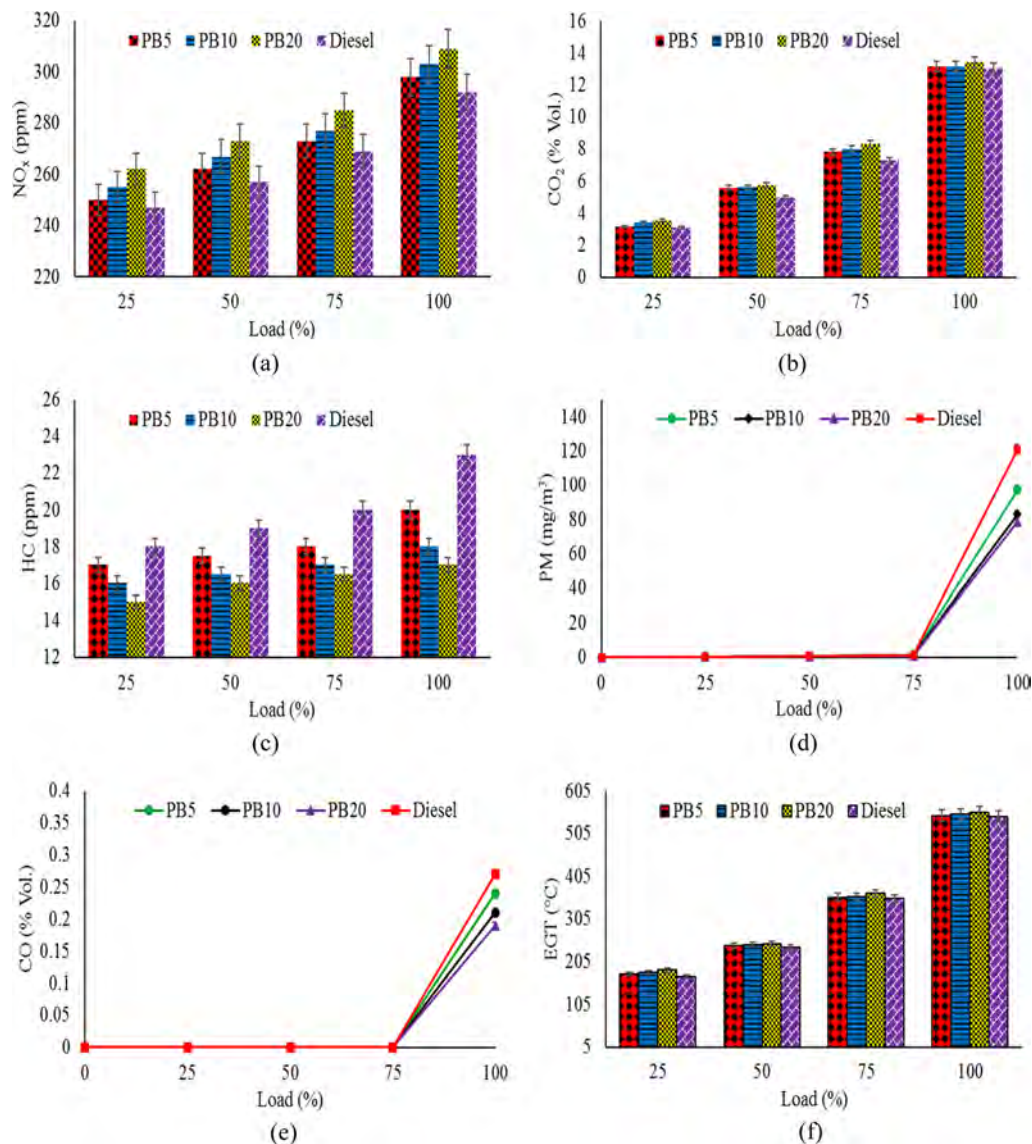 PB5 PB10 PB20 Diesel
NOx (ppm)
320
300
280
260
240
220
25 50 75 100
Load (%)
(a)
PB5 PB10 PB20 Diesel
CO2 (% Vol.)
16
14
12
10
8
6
4
2
0
25 50 75 100
Load (%)
(b)
PB5 PB10 PB20 Diesel
HC (ppm)
26
24
22
20
18
16
14
12
25 50 75 100
Load (%)
(c)
PB5 PB10 PB20 Diesel
PM (mg/m³)
140
120
100
80
60
40
20
0
0 25 50 75 100
Load (%)
(d)
PB5 PB10 PB20 Diesel
CO (% Vol.)
0.4
0.35
0.3
0.25
0.2
0.15
0.1
0.05
0
0 25 50 75 100
Load (%)
(e)
PB5 PB10 PB20 Diesel
EGT (°C)
605
505
405
305
205
105
5
25 50 75 100
Load (%)
(f)